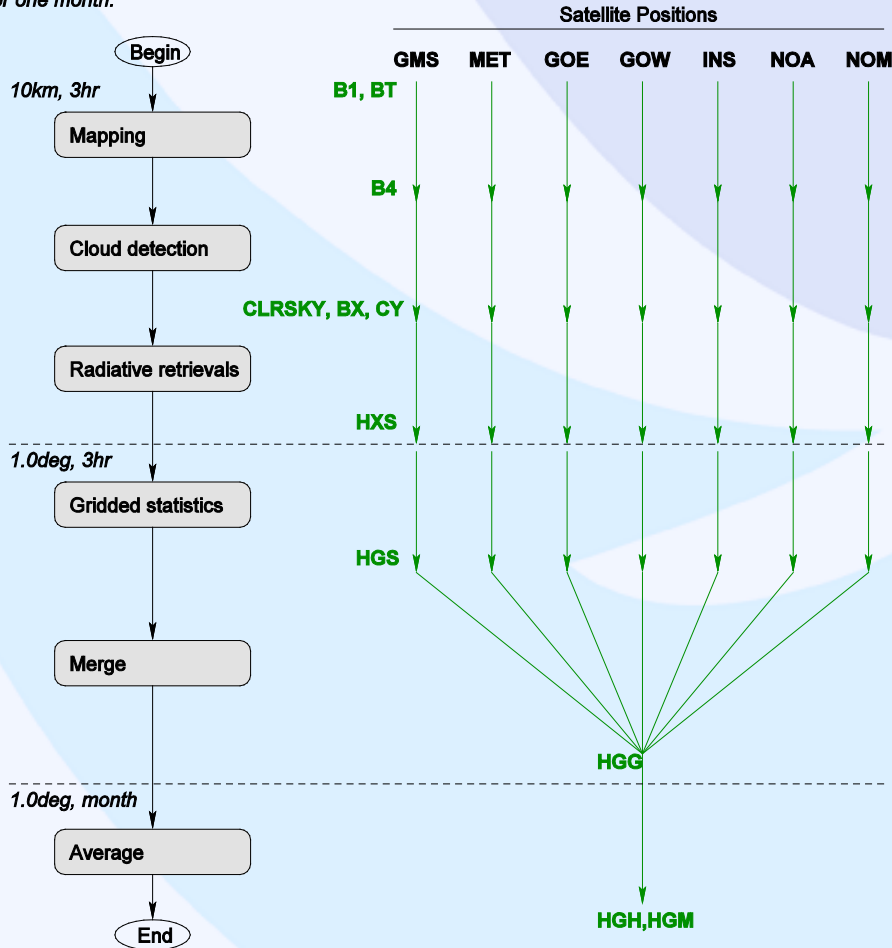 or one month.
Satellite Positions
Begin
GMS MET GOE GOW INS NOA NOM
10km, 3hr
B1, BT
Mapping
B4
Cloud detection
CLRSKY, BX, CY
Radiative retrievals
HXS
1.0deg, 3hr
Gridded statistics
HGS
Merge
HGG
1.0deg, month
Average
HGH,HGM
End